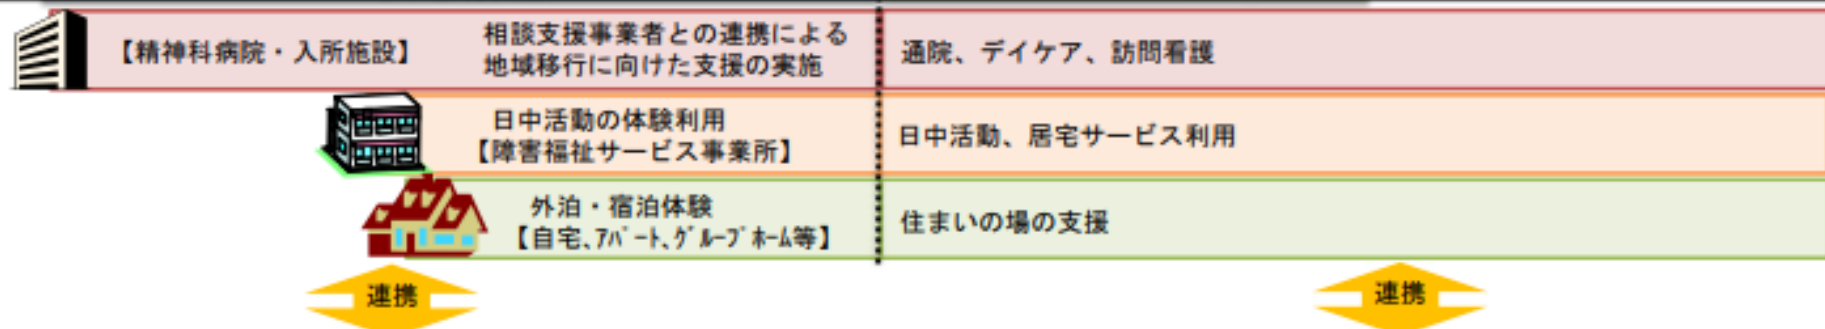 【精神科病院・入所施設】
相談支援事業者との連携による
地域移行に向けた支援の実施
通院、デイケア、訪問看護
日中活動の体験利用
【障害福祉サービス事業所】
日中活動、居宅サービス利用
外泊・宿泊体験
【自宅、ｱﾊﾟｰﾄ、ｸﾞﾙｰﾌﾟﾎｰﾑ等】
住まいの場の支援
連携
連携